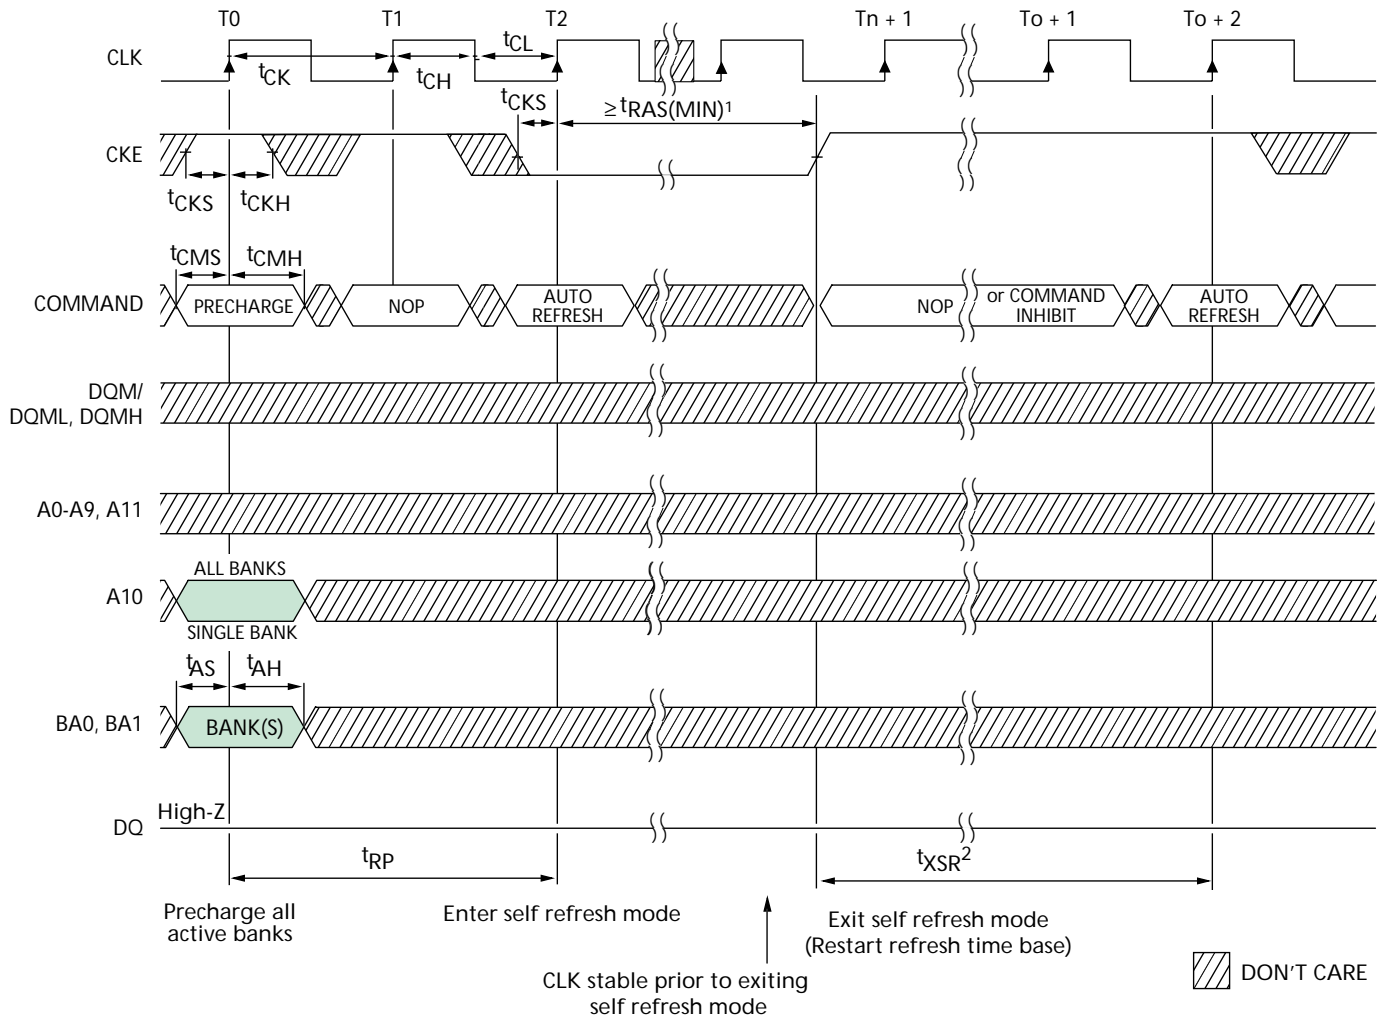 T0 T1 T2 Tn + 1 To + 1 To + 2
CLK
tCK tCH tCL
tCKS ≥ tRAS(MIN)1
CKE
tCKS tCKH
tCMS tCMH
COMMAND
PRECHARGE
NOP
AUTO
REFRESH
NOP
or COMMAND
INHIBIT
AUTO
REFRESH
DQM/
DQML, DQMH
A0-A9, A11
ALL BANKS
A10
SINGLE BANK
tAS tAH
BA0, BA1
BANK(S)
High-Z
DQ
tRP tXSR2
Precharge all
active banks
Enter self refresh mode
Exit self refresh mode
(Restart refresh time base)
CLK stable prior to exiting
self refresh mode
DON'T CARE